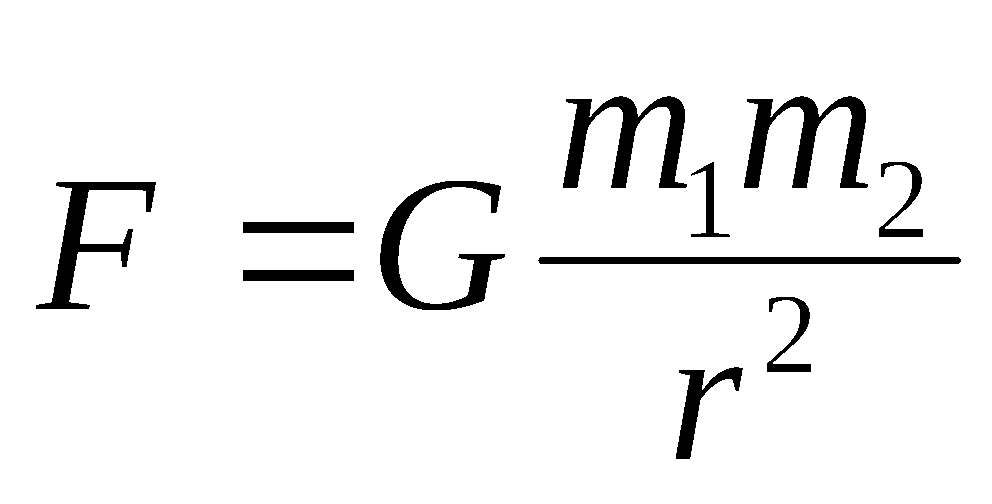 F = G m₁m₂ / r²